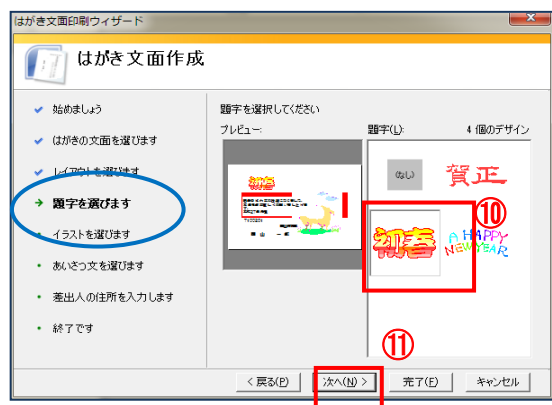 はがき文面印刷ウィザード
はがき文面作成
始めましょう
はがきの文面を選びます
レイアウトを選びます
題字を選びます
イラストを選びます
あいさつ文を選びます
差出人の住所を入力します
終了です
題字を選択してください
プレビュー:
初春
題字(L):
4 個のデザイン
(なし)
賀正
⑩
初春
A HAPPY
NEW YEAR
⑪
< 戻る(P)
次へ(N) >
完了(F)
キャンセル